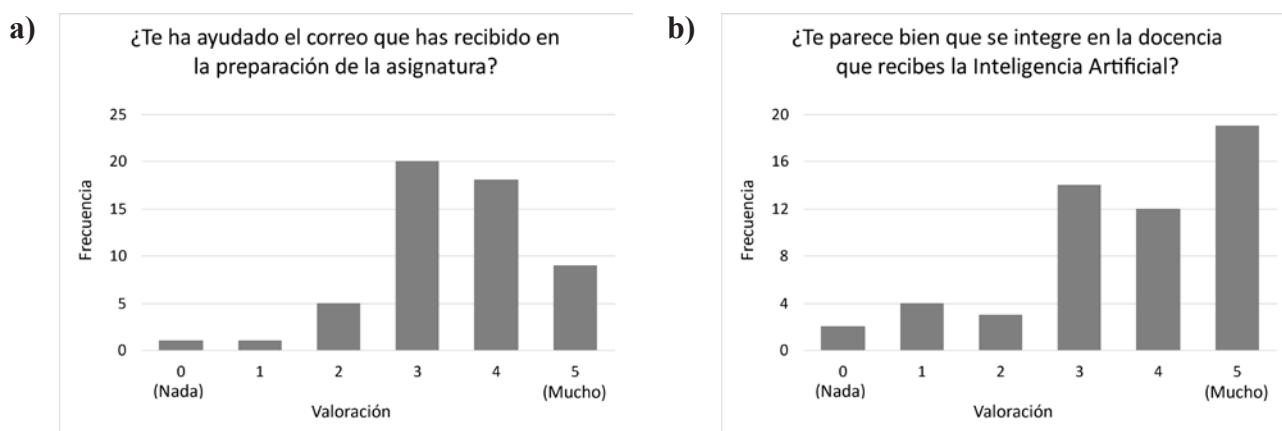 a)
¿Te ha ayudado el correo que has recibido en
la preparación de la asignatura?
25
20
15
10
5
0
Frecuencia
0
(Nada)
1
2
3
4
5
(Mucho)
Valoración
b)
¿Te parece bien que se integre en la docencia
que recibes la Inteligencia Artificial?
20
16
12
8
4
0
Frecuencia
0
(Nada)
1
2
3
4
5
(Mucho)
Valoración